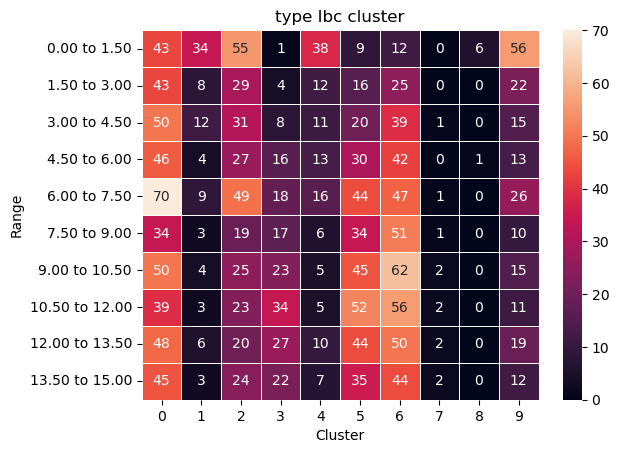 type Ibc cluster
0.00 to 1.50 43 34 55 1 38 9 12 0 6 56
1.50 to 3.00 43 8 29 4 12 16 25 0 0 22
3.00 to 4.50 50 12 31 8 11 20 39 1 0 15
4.50 to 6.00 46 4 27 16 13 30 42 0 1 13
6.00 to 7.50 70 9 49 18 16 44 47 1 0 26
7.50 to 9.00 34 3 19 17 6 34 51 0 0 10
9.00 to 10.50 50 4 25 23 5 45 62 2 0 15
10.50 to 12.00 39 3 23 34 5 52 56 2 0 11
12.00 to 13.50 48 6 20 27 10 44 50 2 0 19
13.50 to 15.00 45 3 24 22 7 35 44 2 0 12
0 1 2 3 4 5 6 7 8 9
Cluster
Range
70
60
50
40
30
20
10
0